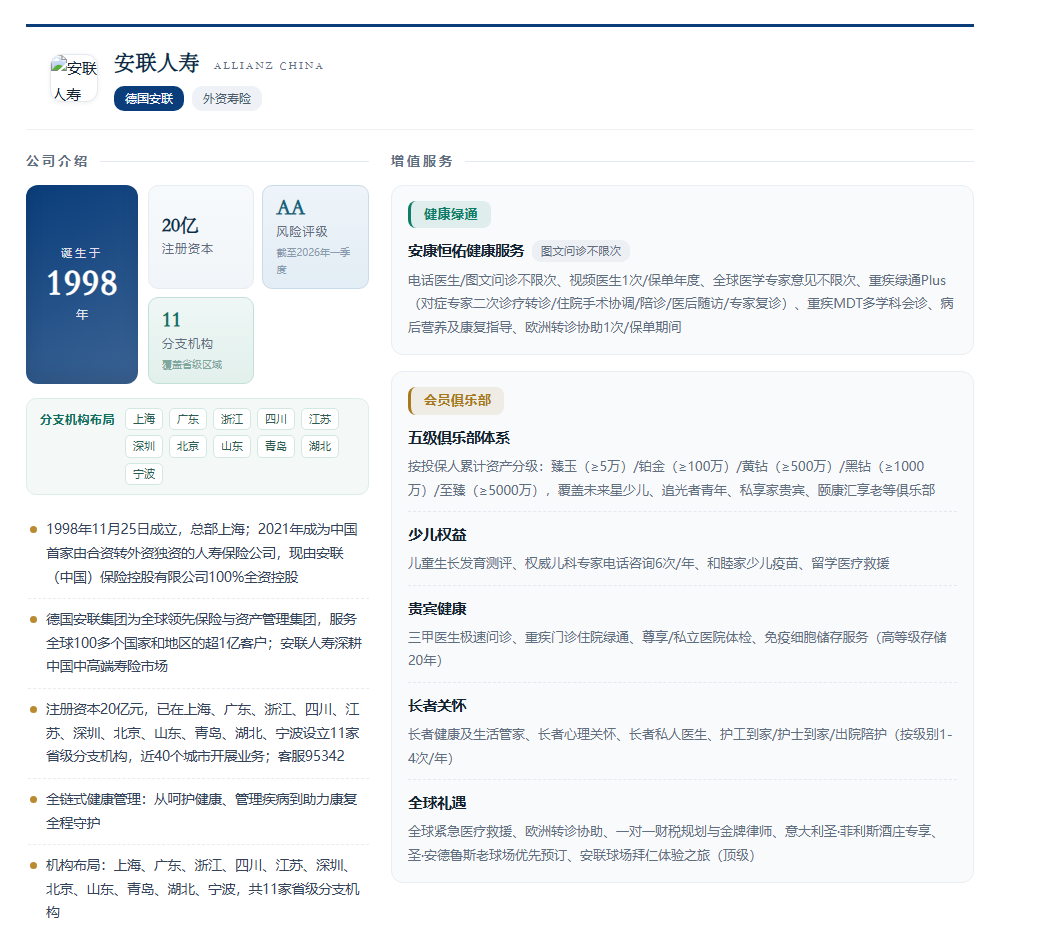 安联人寿
安联人寿 ALLIANZ CHINA
德国安联 外资寿险
公司介绍
诞生于
1998
年
20亿
注册资本
AA
风险评级
截至2026年一季
度
11
分支机构
覆盖省级区域
分支机构布局 上海 广东 浙江 四川 江苏
深圳 北京 山东 青岛 湖北
宁波
1998年11月25日成立，总部上海；2021年成为中国
首家由合资转外资独资的人寿保险公司，现由安联
（中国）保险控股有限公司100%全资控股
德国安联集团为全球领先保险与资产管理集团，服务
全球100多个国家和地区的超1亿客户；安联人寿深耕
中国中高端寿险市场
注册资本20亿元，已在上海、广东、浙江、四川、江
苏、深圳、北京、山东、青岛、湖北、宁波设立11家
省级分支机构，近40个城市开展业务；客服95342
全链式健康管理：从呵护健康、管理疾病到助力康复
全程守护
机构布局：上海、广东、浙江、四川、江苏、深圳、
北京、山东、青岛、湖北、宁波，共11家省级分支机
构
增值服务
健康绿通
安康恒佑健康服务 图文问诊不限次
电话医生/图文问诊不限次、视频医生1次/保单年度、全球医学专家意见不限次、重疾绿通Plus
（对症专家二次诊疗转诊/住院手术协调/陪诊/医后随访/专家复诊）、重疾MDT多学科会诊、病
后营养及康复指导、欧洲转诊协助1次/保单期间
会员俱乐部
五级俱乐部体系
按投保人累计资产分级：臻玉（≥5万）/铂金（≥100万）/黄钻（≥500万）/黑钻（≥1000
万）/至臻（≥5000万），覆盖未来星少儿、追光者青年、私享家贵宾、颐康汇享老等俱乐部
少儿权益
儿童生长发育测评、权威儿科专家电话咨询6次/年、和睦家少儿疫苗、留学医疗救援
贵宾健康
三甲医生极速问诊、重疾门诊住院绿通、尊享/私立医院体检、免疫细胞储存服务（高等级存储
20年）
长者关怀
长者健康及生活管家、长者心理关怀、长者私人医生、护工到家/护士到家/出院陪护（按级别1-
4次/年）
全球礼遇
全球紧急医疗救援、欧洲转诊协助、一对一财税规划与金牌律师、意大利圣·菲利斯酒庄专享、
圣·安德鲁斯老球场优先预订、安联球场拜仁体验之旅（顶级）